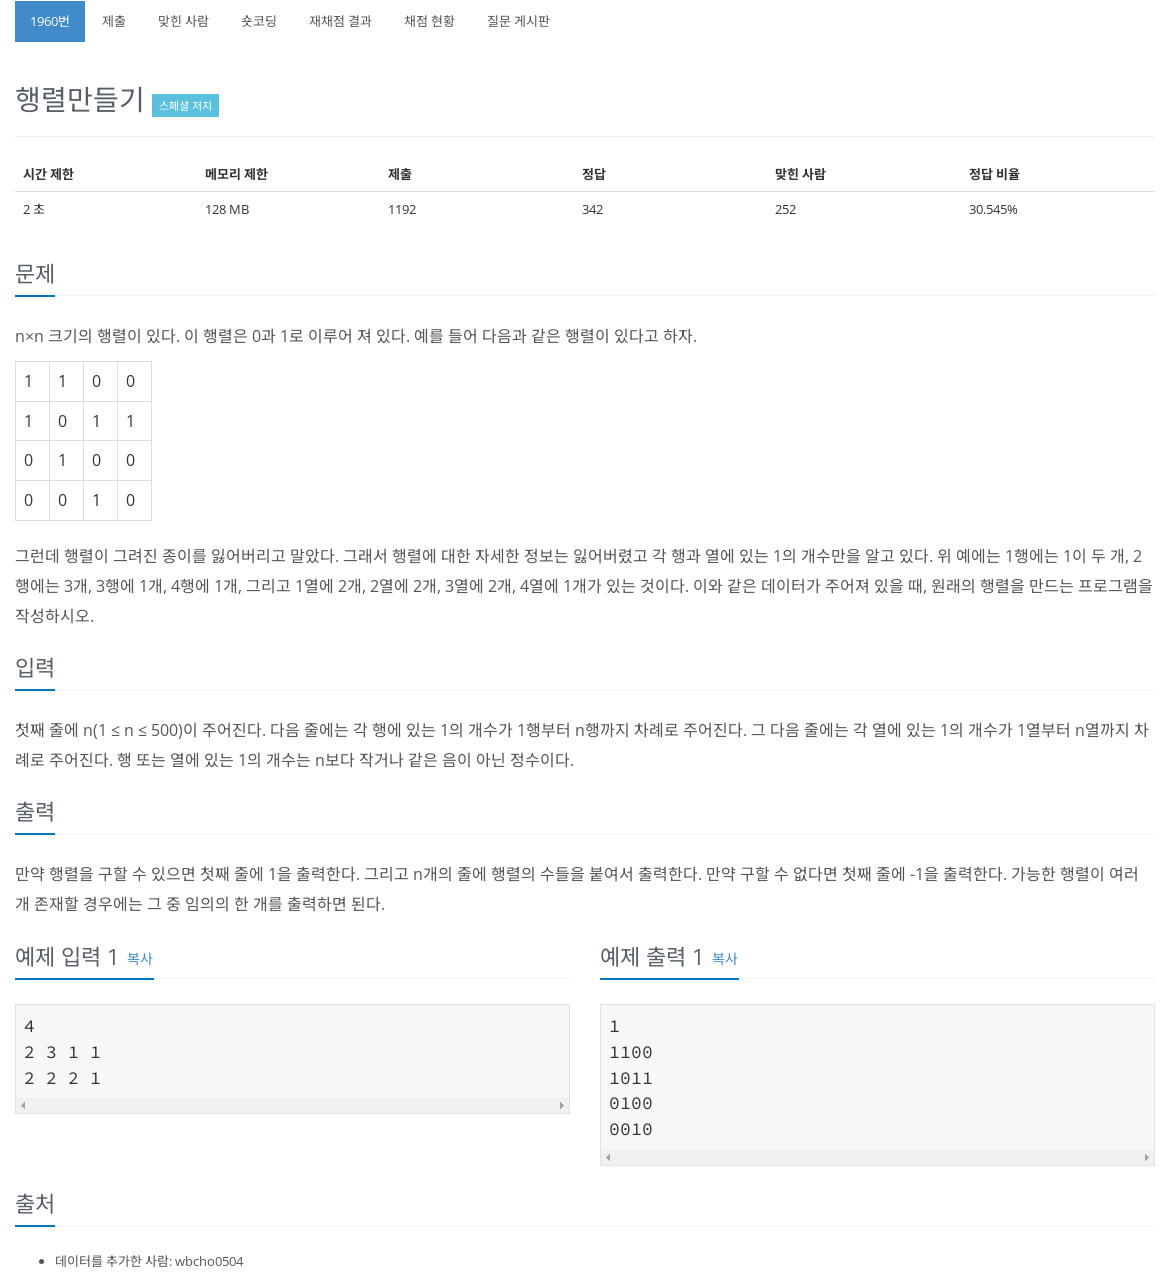 1960번 제출 맞힌 사람 숏코딩 재채점 결과 채점 현황 질문 게시판
행렬만들기 스페셜 저지
시간 제한 메모리 제한 제출 정답 맞힌 사람 정답 비율
2 초 128 MB 1192 342 252 30.545%
문제
n×n 크기의 행렬이 있다. 이 행렬은 0과 1로 이루어 져 있다. 예를 들어 다음과 같은 행렬이 있다고 하자.
1 1 0 0
1 0 1 1
0 1 0 0
0 0 1 0
그런데 행렬이 그려진 종이를 잃어버리고 말았다. 그래서 행렬에 대한 자세한 정보는 잃어버렸고 각 행과 열에 있는 1의 개수만을 알고 있다. 위 예에는 1행에는 1이 두 개, 2
행에는 3개, 3행에 1개, 4행에 1개, 그리고 1열에 2개, 2열에 2개, 3열에 2개, 4열에 1개가 있는 것이다. 이와 같은 데이터가 주어져 있을 때, 원래의 행렬을 만드는 프로그램을
작성하시오.
입력
첫째 줄에 n(1 ≤ n ≤ 500)이 주어진다. 다음 줄에는 각 행에 있는 1의 개수가 1행부터 n행까지 차례로 주어진다. 그 다음 줄에는 각 열에 있는 1의 개수가 1열부터 n열까지 차
례로 주어진다. 행 또는 열에 있는 1의 개수는 n보다 작거나 같은 음이 아닌 정수이다.
출력
만약 행렬을 구할 수 있으면 첫째 줄에 1을 출력한다. 그리고 n개의 줄에 행렬의 수들을 붙여서 출력한다. 만약 구할 수 없다면 첫째 줄에 -1을 출력한다. 가능한 행렬이 여러
개 존재할 경우에는 그 중 임의의 한 개를 출력하면 된다.
예제 입력 1 복사
4
2 3 1 1
2 2 2 1
예제 출력 1 복사
1
1100
1011
0100
0010
출처
데이터를 추가한 사람: wbcho0504